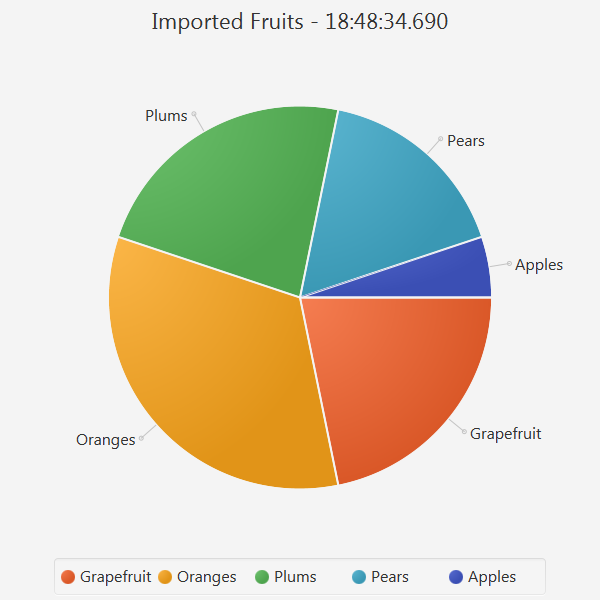 Imported Fruits - 18:48:34.690
Plums
Pears
Apples
Oranges
Grapefruit
Grapefruit Oranges Plums Pears Apples